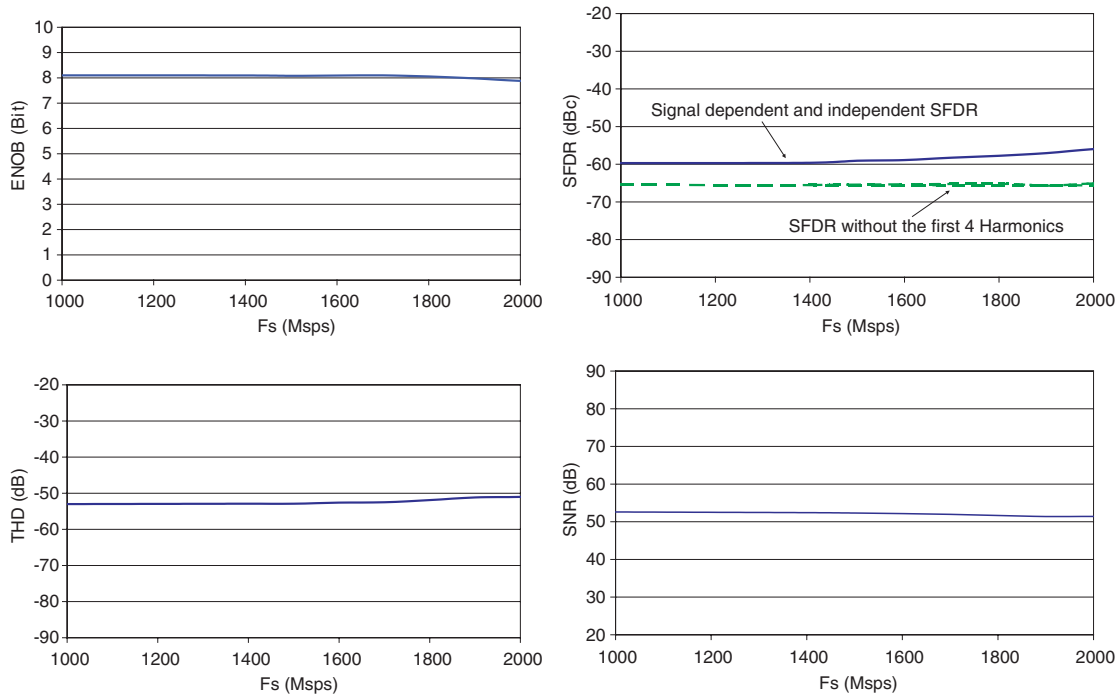 10
9
8
7
6
5
4
3
2
1
0
ENOB (Bit)
1000 1200 1400 1600 1800 2000
Fs (Msps)
-20
-30
-40
-50
-60
-70
-80
-90
SFDR (dBc)
Signal dependent and independent SFDR
SFDR without the first 4 Harmonics
1000 1200 1400 1600 1800 2000
Fs (Msps)
-20
-30
-40
-50
-60
-70
-80
-90
THD (dB)
1000 1200 1400 1600 1800 2000
Fs (Msps)
90
80
70
60
50
40
30
20
SNR (dB)
1000 1200 1400 1600 1800 2000
Fs (Msps)